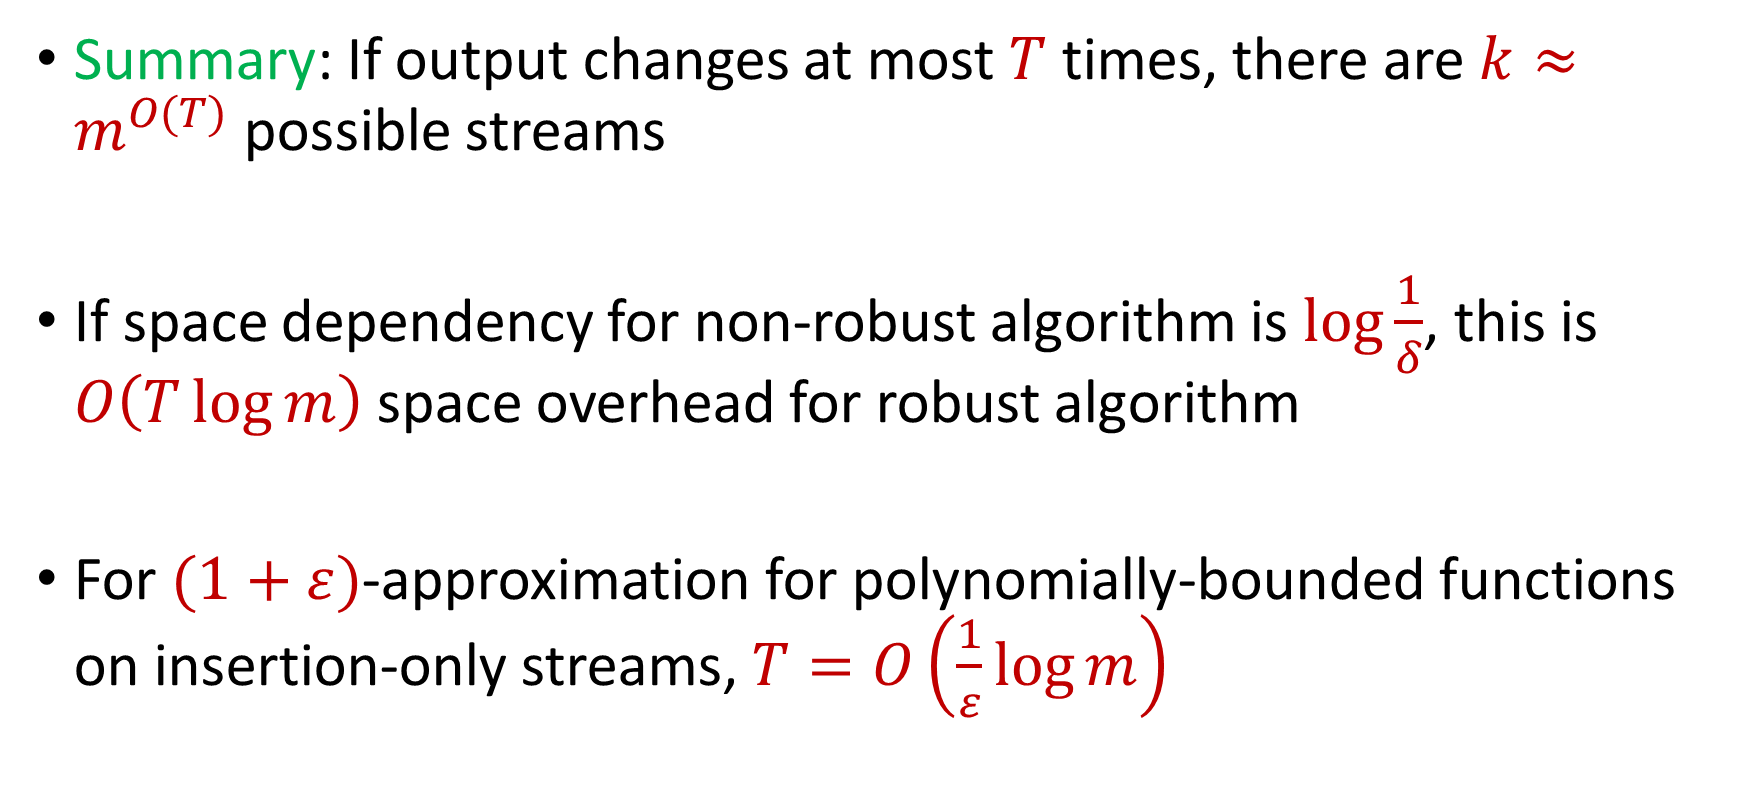 • Summary: If output changes at most T times, there are k ≈
m^{O(T)} possible streams
• If space dependency for non-robust algorithm is log \frac{1}{δ}, this is
O(T log m) space overhead for robust algorithm
• For (1 + ε)-approximation for polynomially-bounded functions
on insertion-only streams, T = O(\frac{1}{ε} log m)